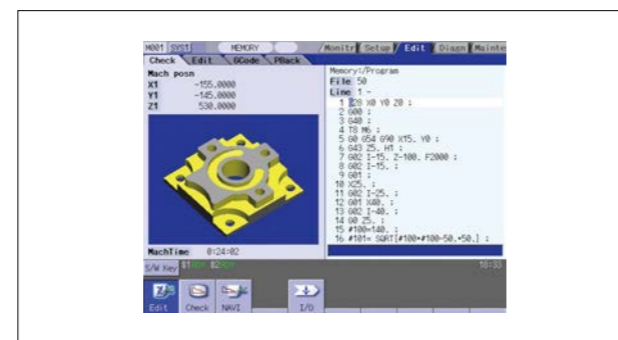 M001 SYS1 MEMORY Monitr Setup Edit Diagn Mainte
Check Edit GCode PBack
Mach posn
X1 -155.0000
Y1 -145.0000
Z1 530.0000
MachTime 0:24:02
Memory:/Program
File 50
Line 1 -
1 G28 X0 Y0 Z0 ;
2 G00 ;
3 G40 ;
4 T8 M6 ;
5 G0 G54 G90 X15. Y0 ;
6 G43 Z5. H1 ;
7 G02 I-15. Z-100. F2000 ;
8 G02 I-15. ;
9 G01 ;
10 X25. ;
11 G02 I-25. ;
12 G01 X40. ;
13 G02 I-40. ;
14 G0 Z5. ;
15 #100=140. ;
16 #101= SQRT[#100*#100-50.*50.] ;
S/W Key 18:33
Edit Check NAVI I/O